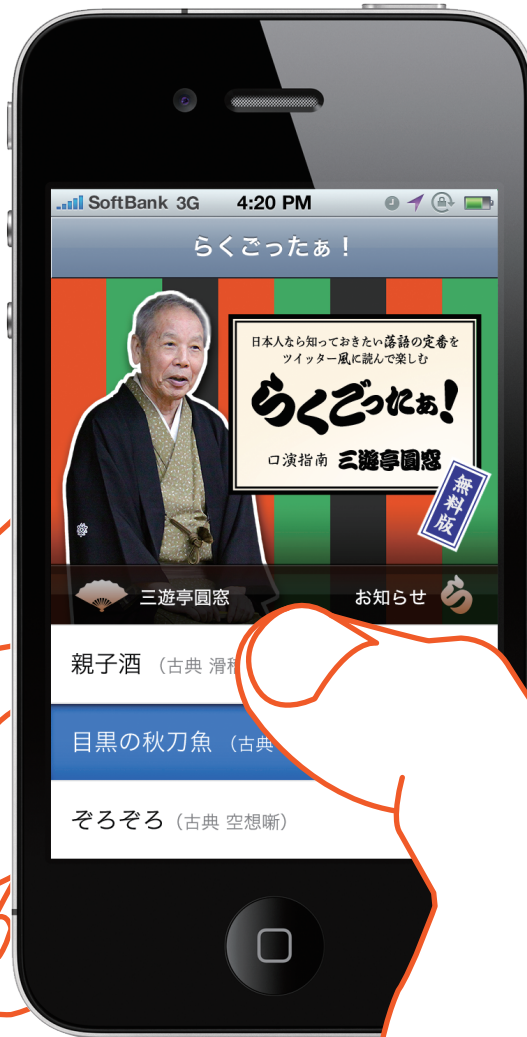 SoftBank 3G 4:20 PM
らくごったぁ！
日本人なら知っておきたい落語の定番を
ツイッター風に読んで楽しむ
らくごったぁ！
口演指南 三遊亭圓窓
無料版
三遊亭圓窓 お知らせ ら
親子酒 （古典 滑稽
目黒の秋刀魚 （古典
ぞろぞろ （古典 空想噺）